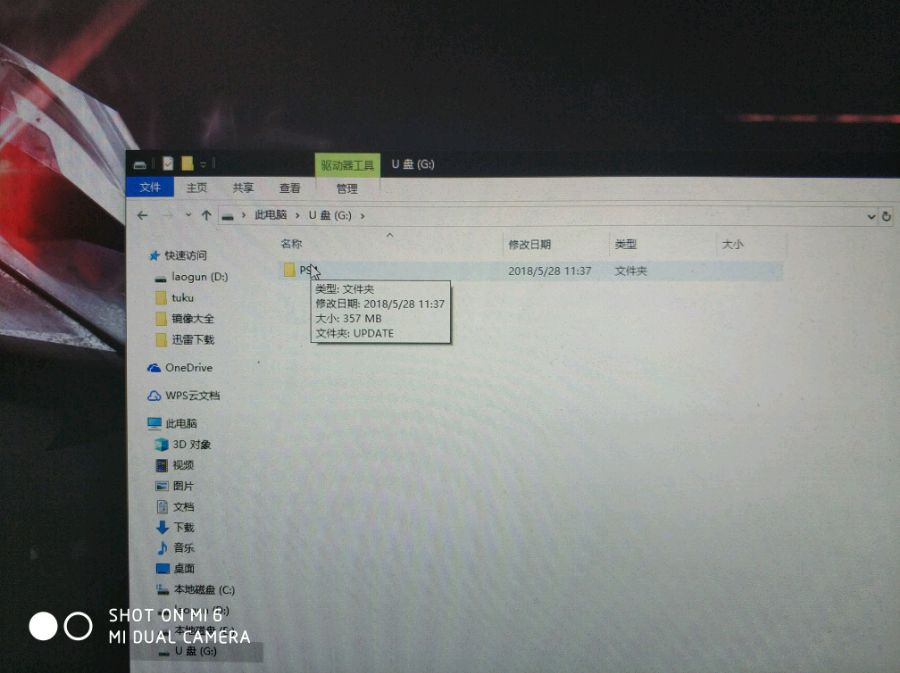 驱动器工具 U 盘 (G:)
文件 主页 共享 查看 管理
此电脑 › U 盘 (G:) ›
名称 修改日期 类型 大小
2018/5/28 11:37 文件夹
类型: 文件夹
修改日期: 2018/5/28 11:37
大小: 357 MB
文件夹: UPDATE
快速访问
laogun (D:)
tuku
镜像大全
迅雷下载
OneDrive
WPS云文档
此电脑
3D 对象
视频
图片
文档
下载
音乐
桌面
本地磁盘 (C:)
本地磁盘
U 盘 (G:)
SHOT ON MI 6
MI DUAL CAMERA